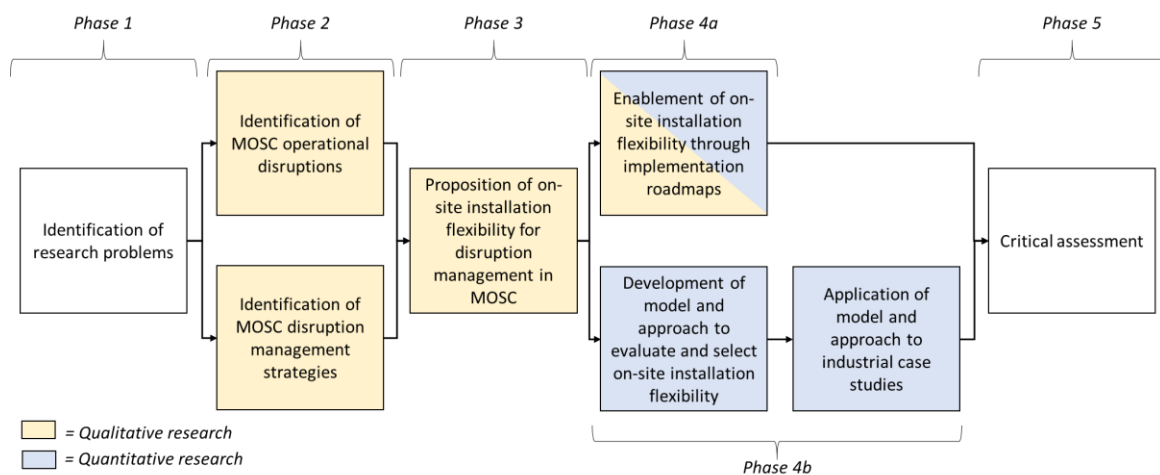 Phase 1
Phase 2
Phase 3
Phase 4a
Phase 5
Identification of
research problems
Identification of
MOSC operational
disruptions
Identification of
MOSC disruption
management
strategies
Proposition of on-
site installation
flexibility for
disruption
management in
MOSC
Enablement of on-
site installation
flexibility through
implementation
roadmaps
Development of
model and
approach to
evaluate and select
on-site installation
flexibility
Application of
model and
approach to
industrial case
studies
Critical assessment
= Qualitative research
= Quantitative research
Phase 4b